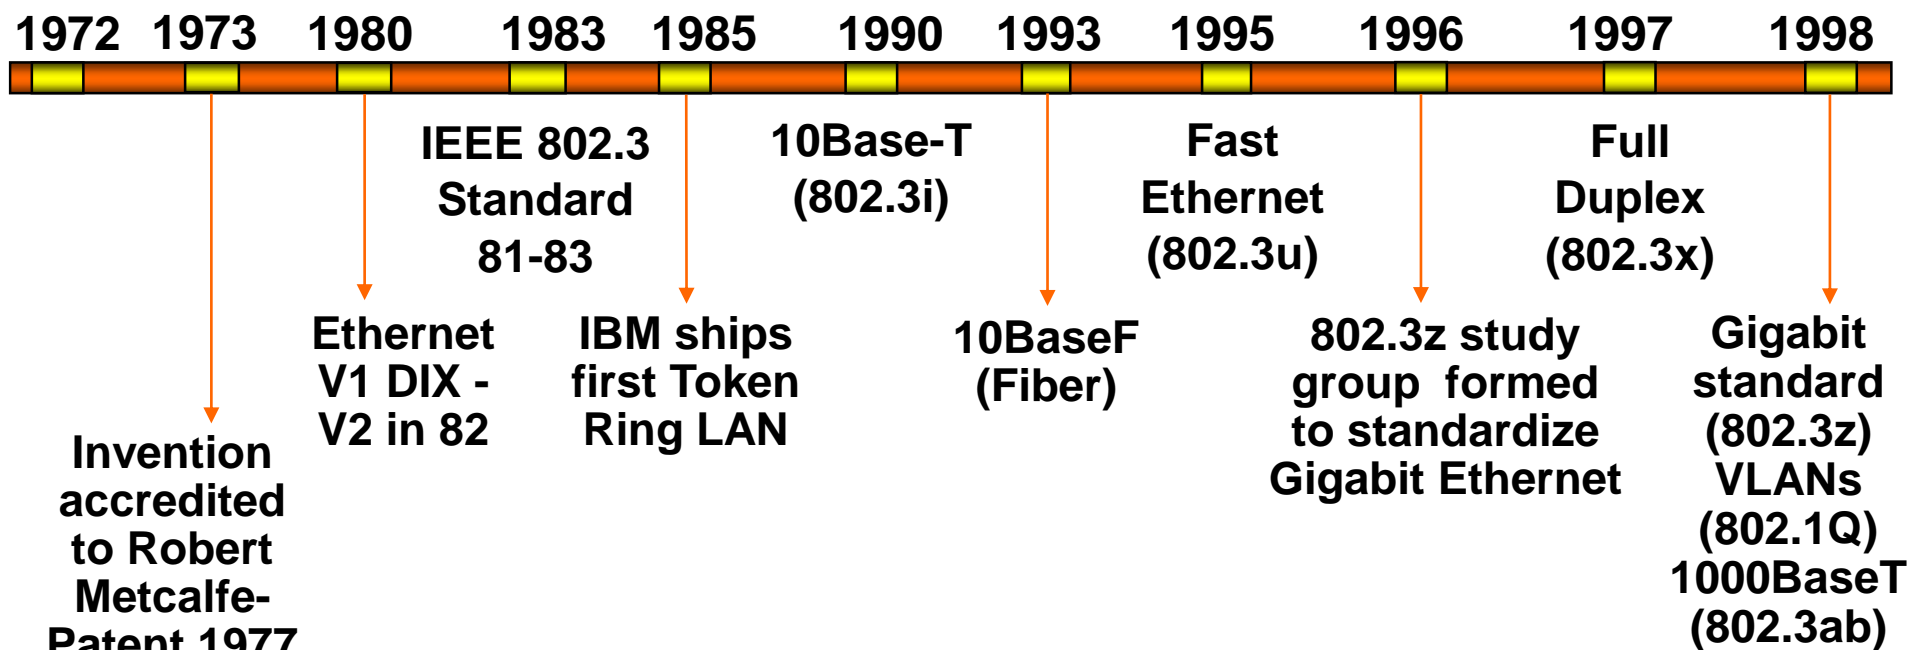 1972 1973 1980 1983 1985 1990 1993 1995 1996 1997 1998
Invention
accredited
to Robert
Metcalfe-
Patent 1977
Ethernet
V1 DIX -
V2 in 82
IEEE 802.3
Standard
81-83
IBM ships
first Token
Ring LAN
10Base-T
(802.3i)
10BaseF
(Fiber)
Fast
Ethernet
(802.3u)
802.3z study
group formed
to standardize
Gigabit Ethernet
Full
Duplex
(802.3x)
Gigabit
standard
(802.3z)
VLANs
(802.1Q)
1000BaseT
(802.3ab)